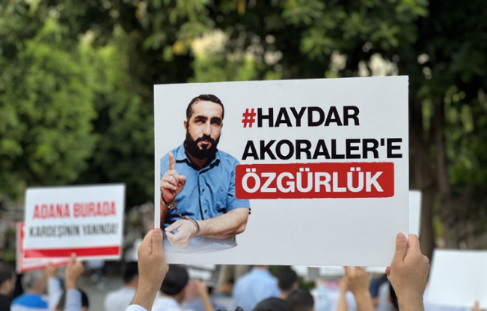 #HAYDAR
AKORALER'E
ÖZGÜRLÜK
ADANA BURADA
KARDEŞİNİN YANINDA!